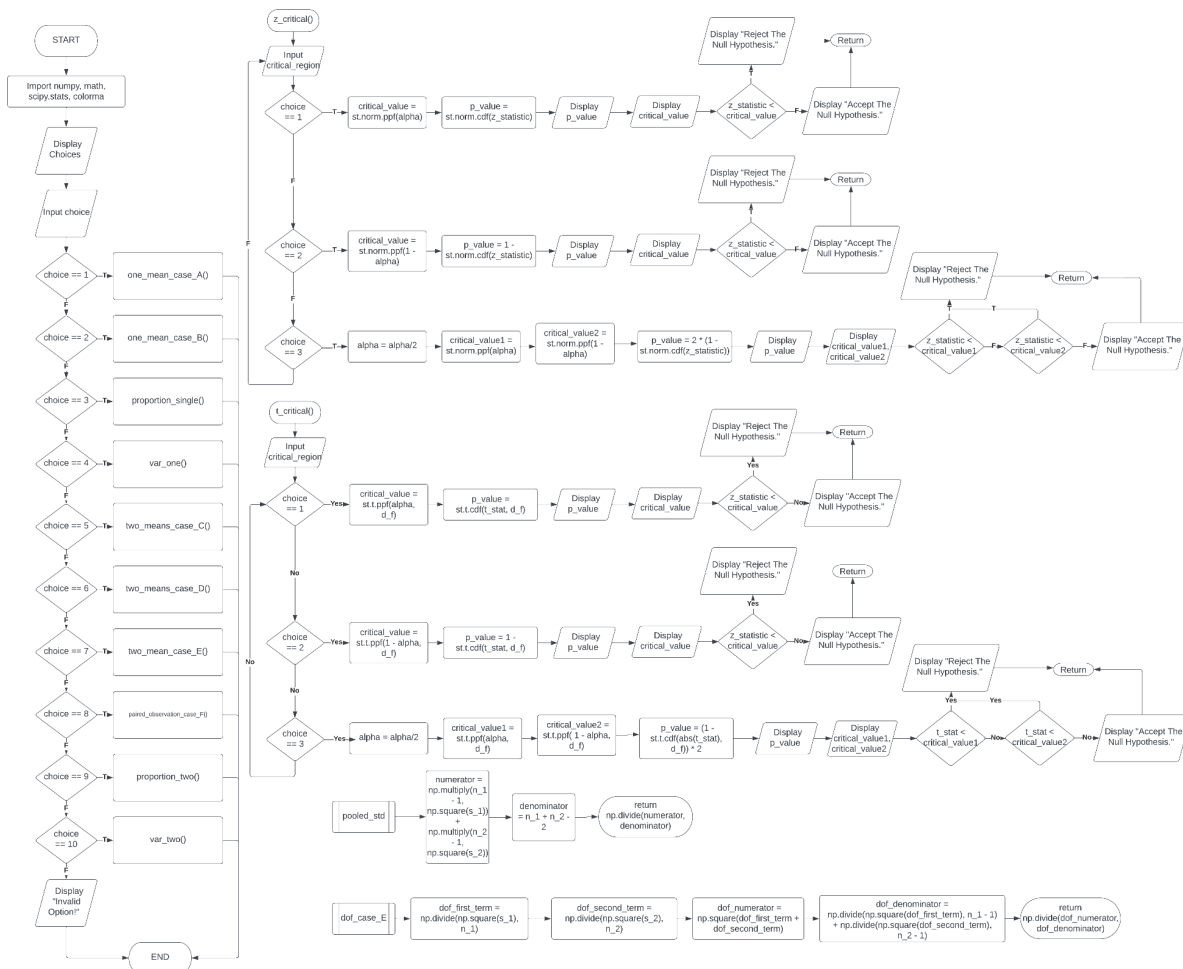 START
Import numpy, math,
scipy.stats, colorma
Display
Choices
Input choice
choice == 1
T
one_mean_case_A()
F
choice == 2
T
one_mean_case_B()
F
choice == 3
T
proportion_single()
F
choice == 4
T
var_one()
F
choice == 5
T
two_means_case_C()
F
choice == 6
T
two_means_case_D()
F
choice == 7
T
two_mean_case_E()
F
choice == 8
T
paired_observation_case_F()
F
choice == 9
T
proportion_two()
F
choice
== 10
T
var_two()
F
Display
"Invalid
Option!"
END
z_critical()
Input
critical_region
choice
== 1
T
critical_value =
st.norm.ppf(alpha)
p_value =
st.norm.cdf(z_statistic)
Display
p_value
Display
critical_value
z_statistic <
critical_value
T
Display "Reject The
Null Hypothesis."
Return
F
Display "Accept The
Null Hypothesis."
F
choice
== 2
T
critical_value =
st.norm.ppf(1 -
alpha)
p_value = 1 -
st.norm.cdf(z_statistic)
Display
p_value
Display
critical_value
z_statistic <
critical_value
T
Display "Reject The
Null Hypothesis."
Return
F
Display "Accept The
Null Hypothesis."
F
choice
== 3
T
alpha = alpha/2
critical_value1 =
st.norm.ppf(alpha)
critical_value2 =
st.norm.ppf(1 -
alpha)
p_value = 2 * (1 -
st.norm.cdf(z_statistic))
Display
p_value
Display
critical_value1,
critical_value2
z_statistic <
critical_value1
T
F
z_statistic <
critical_value2
T
Display "Reject The
Null Hypothesis."
Return
F
Display "Accept The
Null Hypothesis."
F
t_critical()
Input
critical_region
choice
== 1
Yes
critical_value =
st.t.ppf(alpha,
d_f)
p_value =
st.t.cdf(t_stat, d_f)
Display
p_value
Display
critical_value
z_statistic <
critical_value
Yes
Display "Reject The
Null Hypothesis."
Return
No
Display "Accept The
Null Hypothesis."
No
choice
== 2
Yes
critical_value =
st.t.ppf(1 - alpha,
d_f)
p_value = 1 -
st.t.cdf(t_stat, d_f)
Display
p_value
Display
critical_value
z_statistic <
critical_value
Yes
Display "Reject The
Null Hypothesis."
Return
No
Display "Accept The
Null Hypothesis."
No
choice
== 3
Yes
alpha = alpha/2
critical_value1 =
st.t.ppf(alpha,
d_f)
critical_value2 =
st.t.ppf( 1 - alpha,
d_f)
p_value = (1 -
st.t.cdf(abs(t_stat),
d_f)) * 2
Display
p_value
Display
critical_value1,
critical_value2
t_stat <
critical_value1
Yes
No
t_stat <
critical_value2
Yes
Display "Reject The
Null Hypothesis."
Return
No
Display "Accept The
Null Hypothesis."
No
pooled_std
numerator =
np.multiply(n_1
- 1,
np.square(s_1))
+
np.multiply(n_2
- 1,
np.square(s_2))
denominator
= n_1 + n_2 -
2
return
np.divide(numerator,
denominator)
dof_case_E
dof_first_term =
np.divide(np.square(s_1),
n_1)
dof_second_term =
np.divide(np.square(s_2),
n_2)
dof_numerator =
np.square(dof_first_term +
dof_second_term)
dof_denominator =
np.divide(np.square(dof_first_term), n_1 - 1)
+ np.divide(np.square(dof_second_term),
n_2 - 1)
return
np.divide(dof_numerator,
dof_denominator)